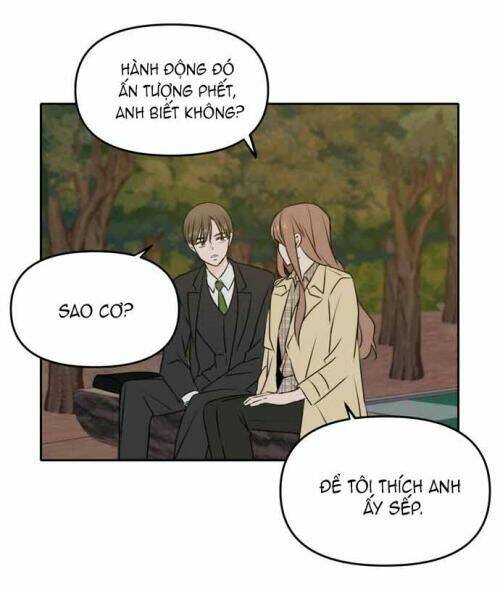 HÀNH ĐỘNG ĐÓ
ẤN TƯỢNG PHẾT,
ANH BIẾT KHÔNG?
SAO CƠ?
ĐỂ TÔI THÍCH ANH
ẤY SẾP.